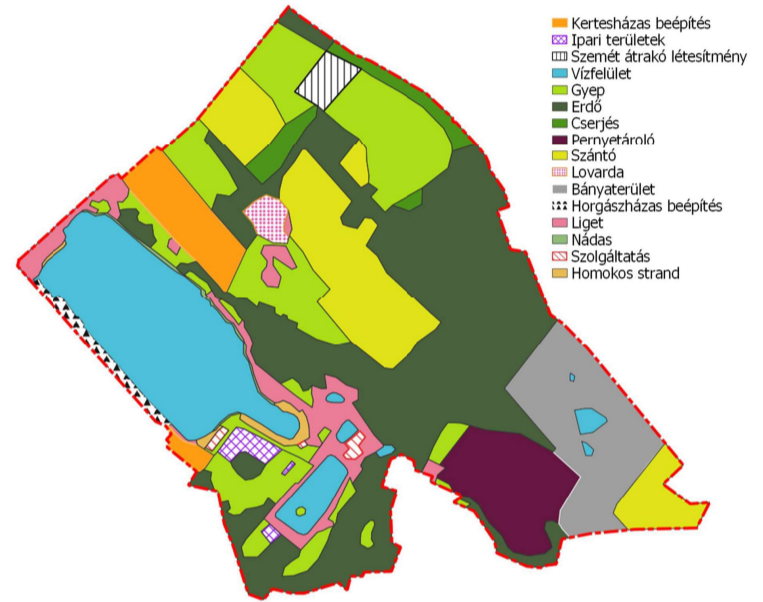 Kertesházas beépítés
Ipari területek
Szemét átrakó létesítmény
Vízfelület
Gyep
Erdő
Cserjés
Pernyetároló
Szántó
Lovarda
Bányaterület
Horgászházas beépítés
Liget
Nádas
Szolgáltatás
Homokos strand